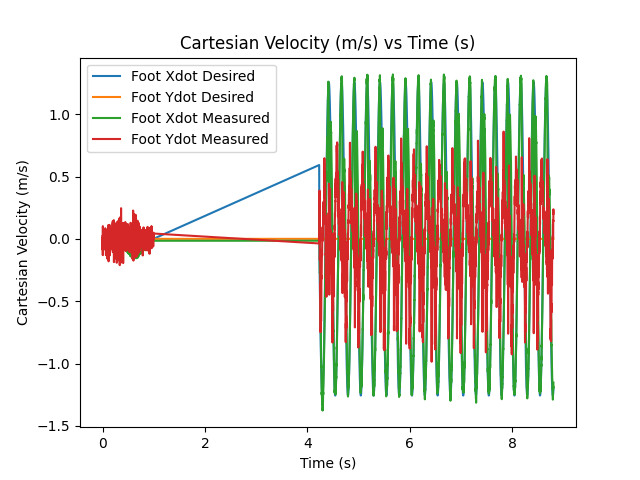 Cartesian Velocity (m/s) vs Time (s)
Foot Xdot Desired
Foot Ydot Desired
Foot Xdot Measured
Foot Ydot Measured
Cartesian Velocity (m/s)
1.0
0.5
0.0
−0.5
−1.0
−1.5
0 2 4 6 8
Time (s)